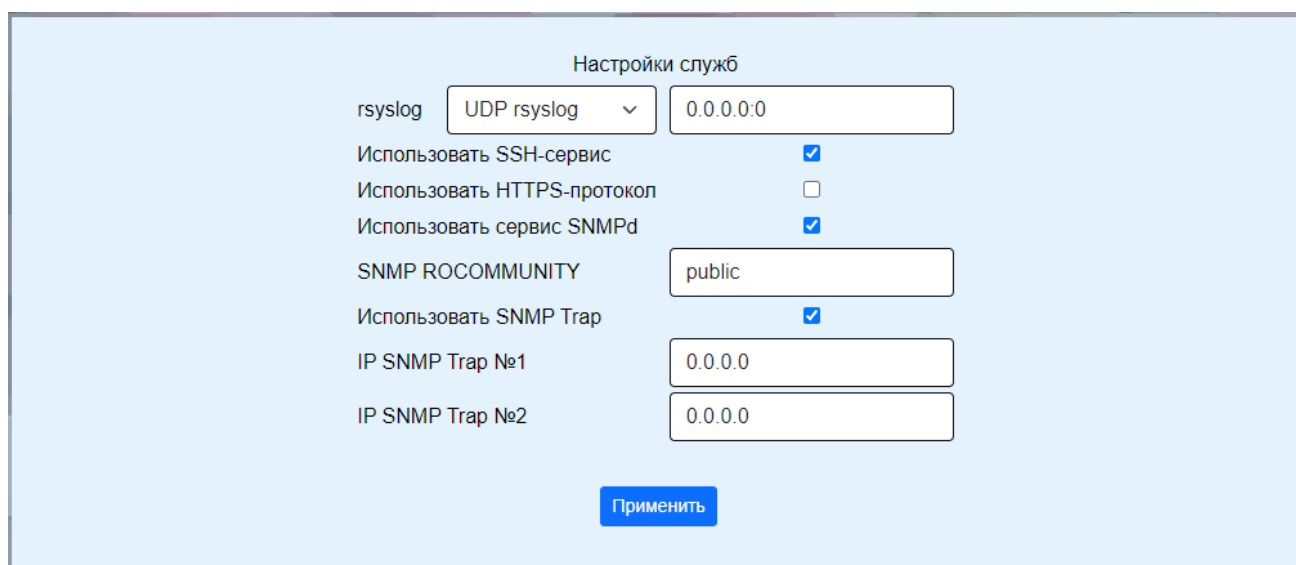 Настройки служб
rsyslog UDP rsyslog 0.0.0.0:0
Использовать SSH-сервис
Использовать HTTPS-протокол
Использовать сервис SNMPd
SNMP ROCOMMUNITY public
Использовать SNMP Trap
IP SNMP Trap №1 0.0.0.0
IP SNMP Trap №2 0.0.0.0
Применить